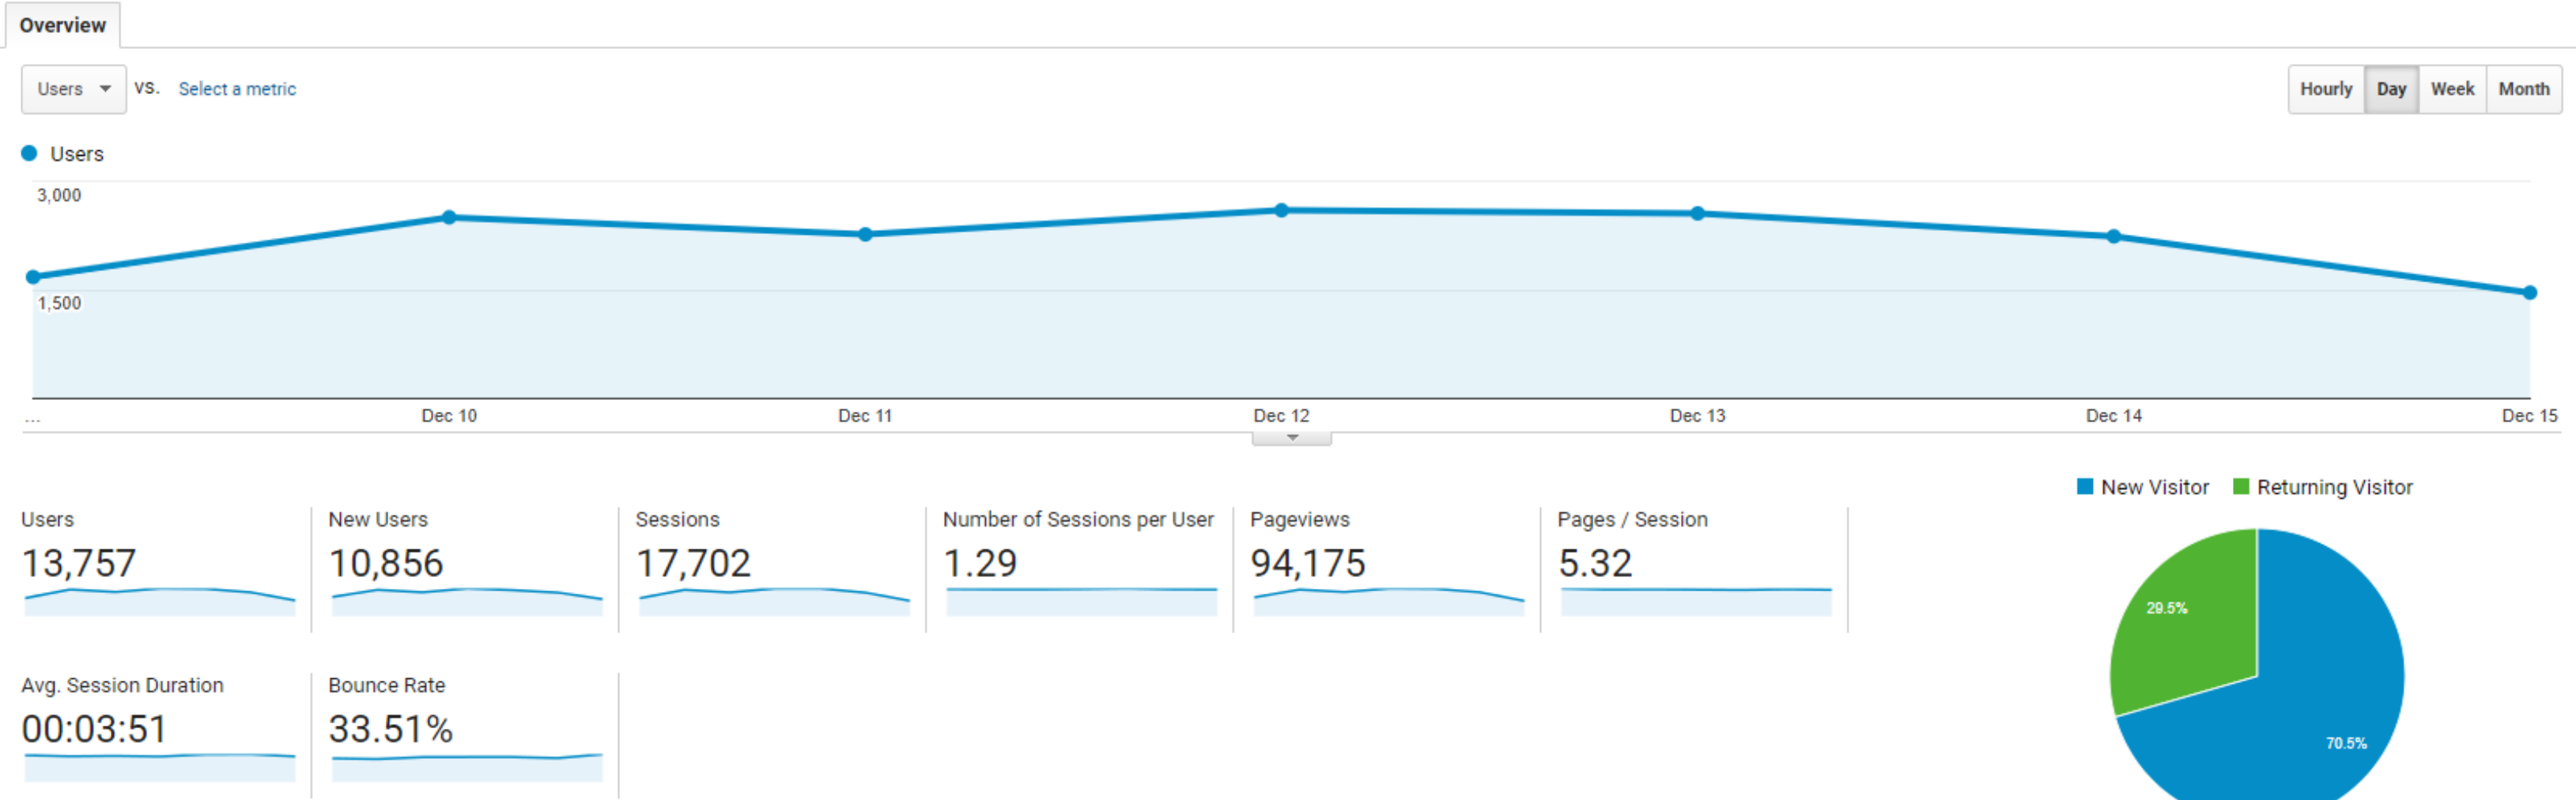 Overview
Users vs. Select a metric
Hourly Day Week Month
Users
3,000
1,500
... Dec 10 Dec 11 Dec 12 Dec 13 Dec 14 Dec 15
New Visitor Returning Visitor
Users New Users Sessions Number of Sessions per User Pageviews Pages / Session
13,757 10,856 17,702 1.29 94,175 5.32
29.5%
Avg. Session Duration Bounce Rate
00:03:51 33.51%
70.5%